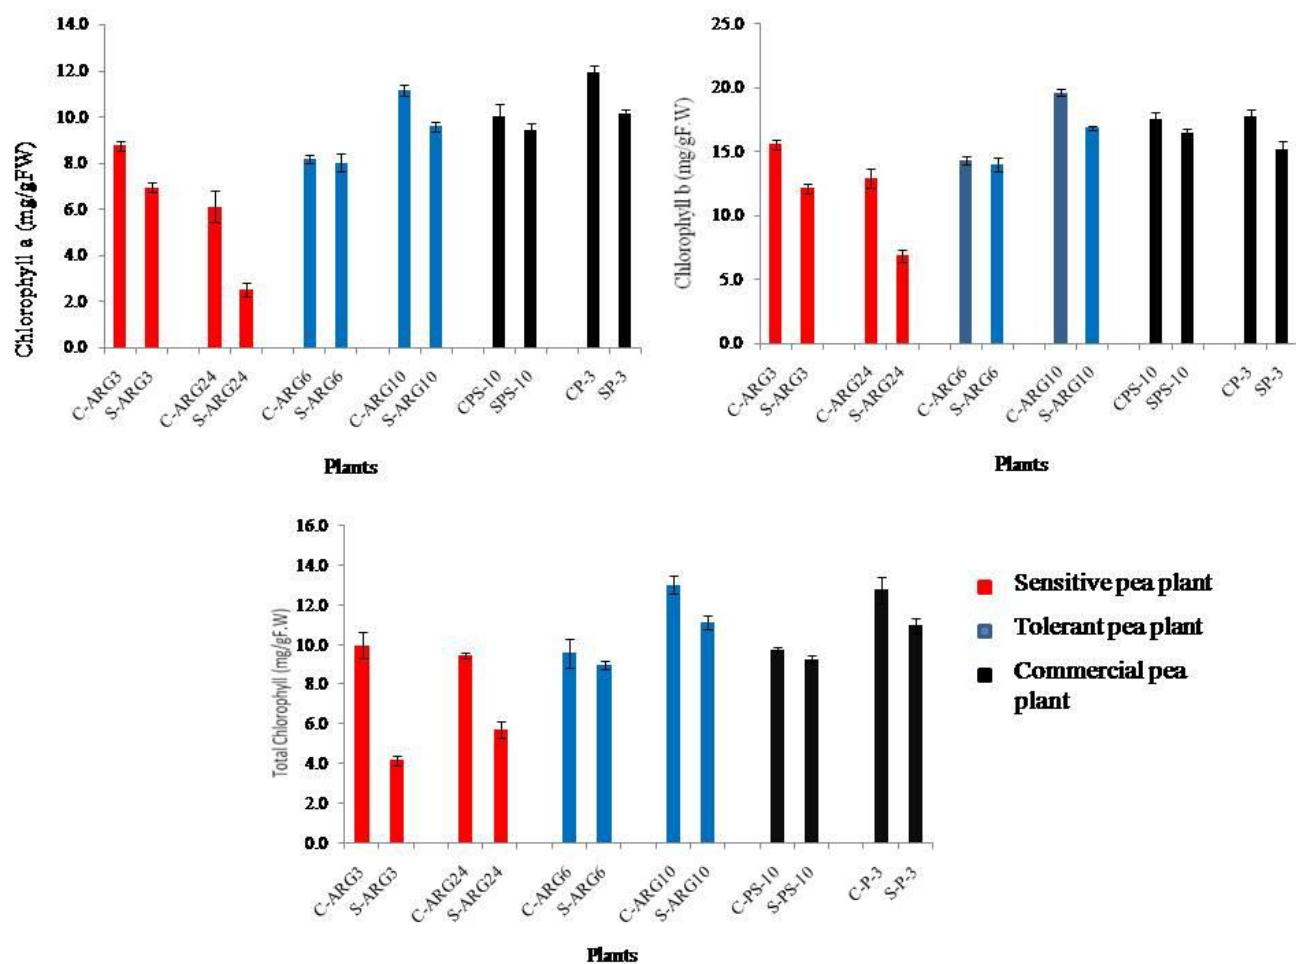 Chlorophyll a (mg/gFW)
14.0
12.0
10.0
8.0
6.0
4.0
2.0
0.0
C-ARG3
S-ARG3
C-ARG24
S-ARG24
C-ARG6
S-ARG6
C-ARG10
S-ARG10
CPS-10
SPS-10
CP-3
SP-3
Plants
Chlorophyll b (mg/gF.W)
25.0
20.0
15.0
10.0
5.0
0.0
C-ARG3
S-ARG3
C-ARG24
S-ARG24
C-ARG6
S-ARG6
C-ARG10
S-ARG10
CPS-10
SPS-10
CP-3
SP-3
Plants
Total Chlorophyll (mg/gF.W)
16.0
14.0
12.0
10.0
8.0
6.0
4.0
2.0
0.0
C-ARG3
S-ARG3
C-ARG24
S-ARG24
C-ARG6
S-ARG6
C-ARG10
S-ARG10
C-PS-10
S-PS-10
C-P-3
S-P-3
Plants
Sensitive pea plant
Tolerant pea plant
Commercial pea
plant